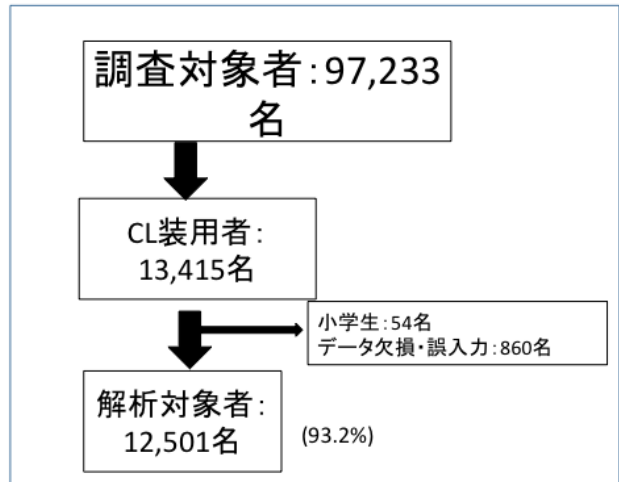 調査対象者：97,233
名
CL装用者：
13,415名
小学生：54名
データ欠損・誤入力：860名
解析対象者：
12,501名
(93.2%)